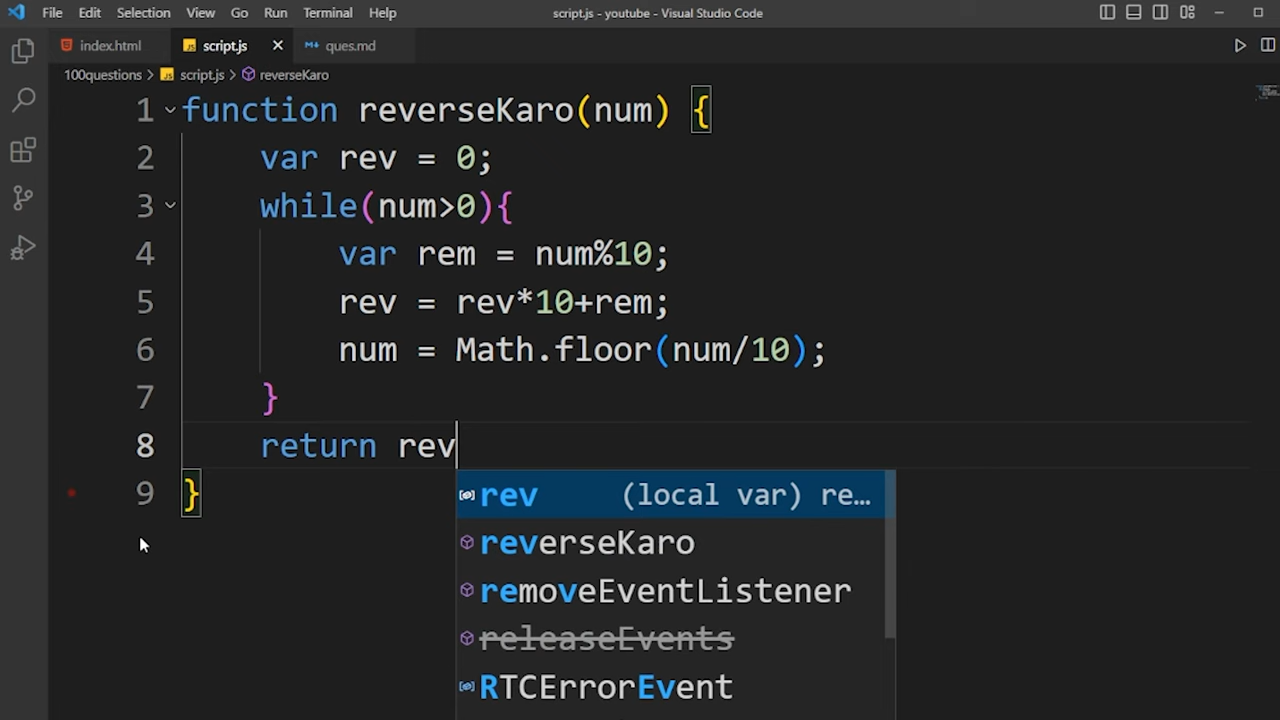 File Edit Selection View Go Run Terminal Help script.js - youtube - Visual Studio Code
index.html JS script.js ques.md
100questions > JS script.js > reverseKaro
1 function reverseKaro(num) {
2 var rev = 0;
3 while(num>0){
4 var rem = num%10;
5 rev = rev*10+rem;
6 num = Math.floor(num/10);
7 }
8 return rev
9 }
rev (local var) re…
reverseKaro
removeEventListener
releaseEvents
RTCErrorEvent